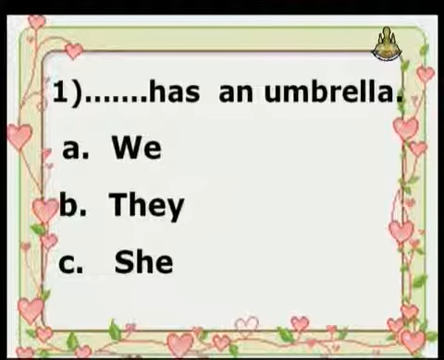 1).......has an umbrella.
a. We
b. They
c. She